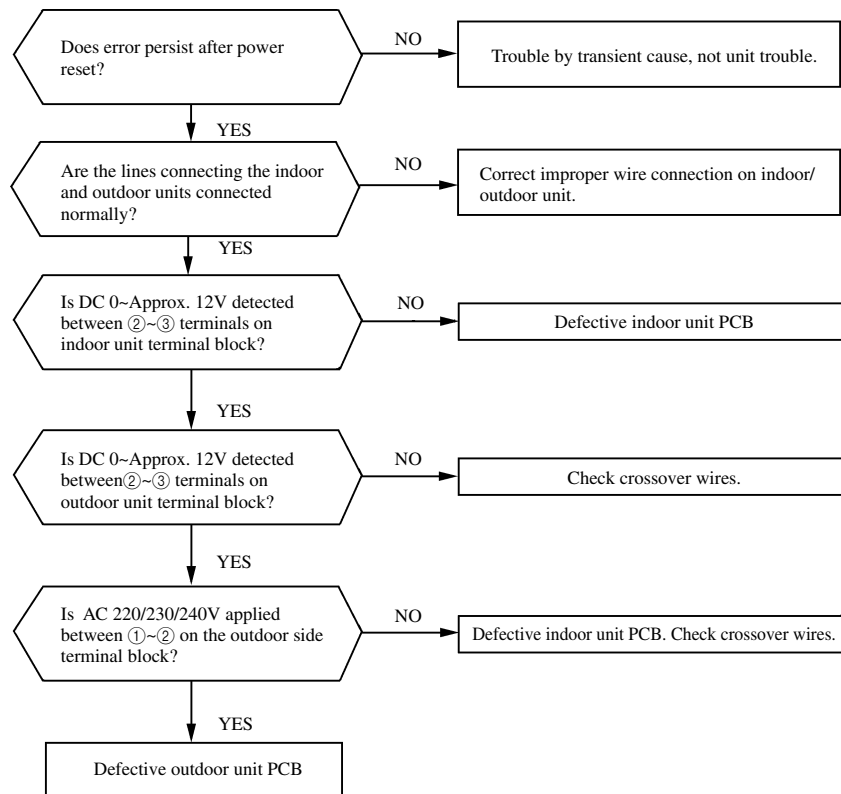 Does error persist after power
reset?
NO
Trouble by transient cause, not unit trouble.
YES
Are the lines connecting the indoor
and outdoor units connected
normally?
NO
Correct improper wire connection on indoor/
outdoor unit.
YES
Is DC 0~Approx. 12V detected
between ②~③ terminals on
indoor unit terminal block?
NO
Defective indoor unit PCB
YES
Is DC 0~Approx. 12V detected
between②~③ terminals on
outdoor unit terminal block?
NO
Check crossover wires.
YES
Is AC 220/230/240V applied
between ①~② on the outdoor side
terminal block?
NO
Defective indoor unit PCB. Check crossover wires.
YES
Defective outdoor unit PCB